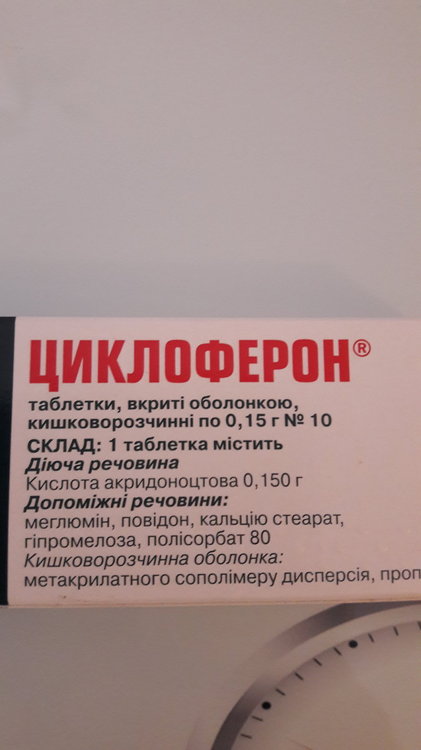 ЦИКЛОФЕРОН®
таблетки, вкриті оболонкою,
кишковорозчинні по 0,15 г № 10
СКЛАД: 1 таблетка містить
Діюча речовина
Кислота акридоноцтова 0,150 г
Допоміжні речовини:
меглюмін, повідон, кальцію стеарат,
гіпромелоза, полісорбат 80
Кишковорозчинна оболонка:
метакрилатного сополімеру дисперсія,